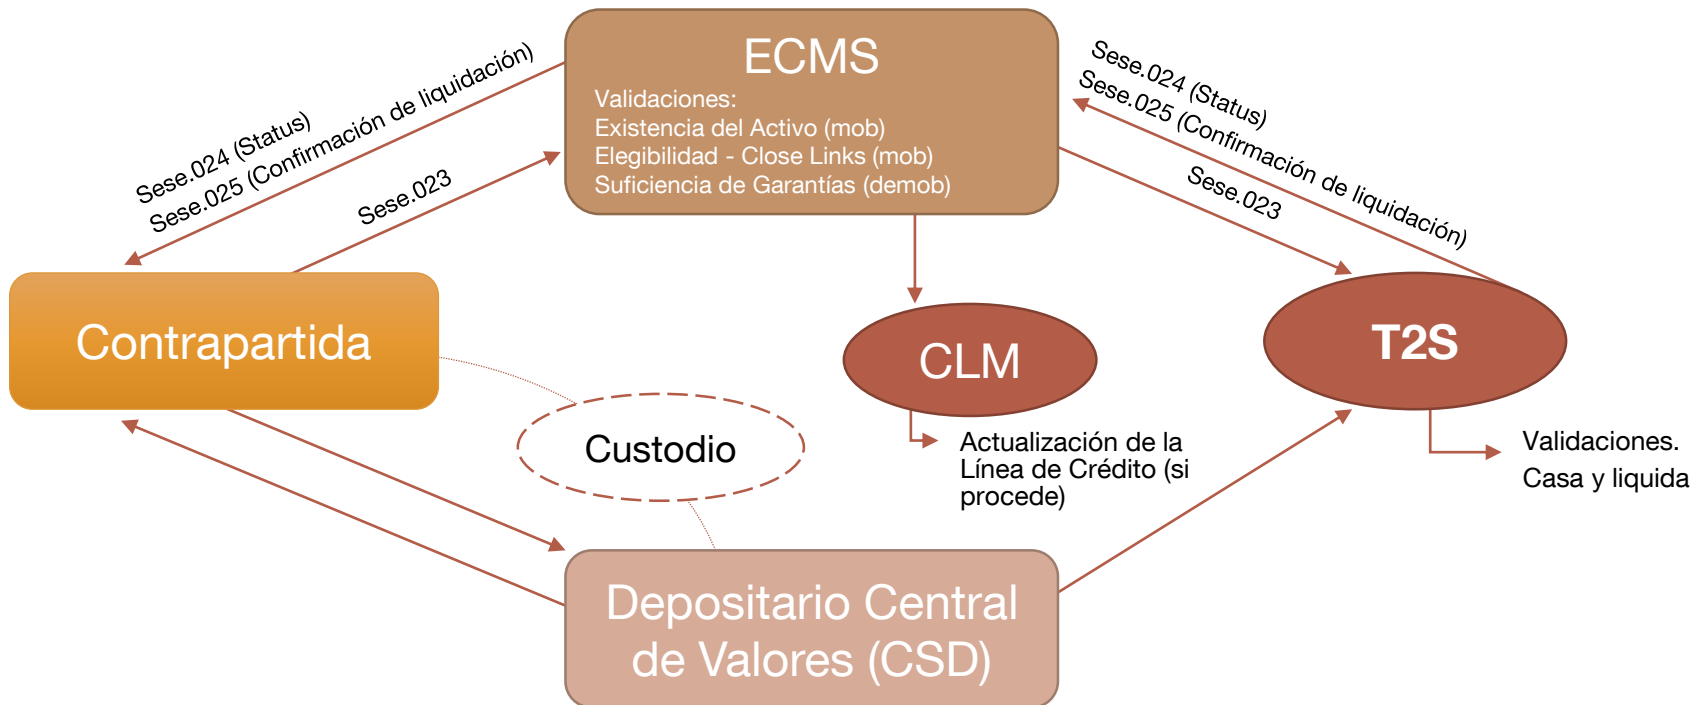 ECMS
Validaciones:
Existencia del Activo (mob)
Elegibilidad - Close Links (mob)
Suficiencia de Garantías (demob)
Sese.024 (Status)
Sese.025 (Confirmación de liquidación)
Sese.023
Sese.024 (Status)
Sese.025 (Confirmación de liquidación)
Sese.023
Contrapartida
CLM
T2S
Custodio
Actualización de la
Línea de Crédito (si
procede)
Validaciones.
Casa y liquida
Depositario Central
de Valores (CSD)